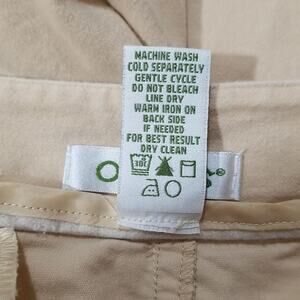 MACHINE WASH
COLD SEPARATELY
GENTLE CYCLE
DO NOT BLEACH
LINE DRY
WARM IRON ON
BACK SIDE
IF NEEDED
FOR BEST RESULT
DRY CLEAN
30C